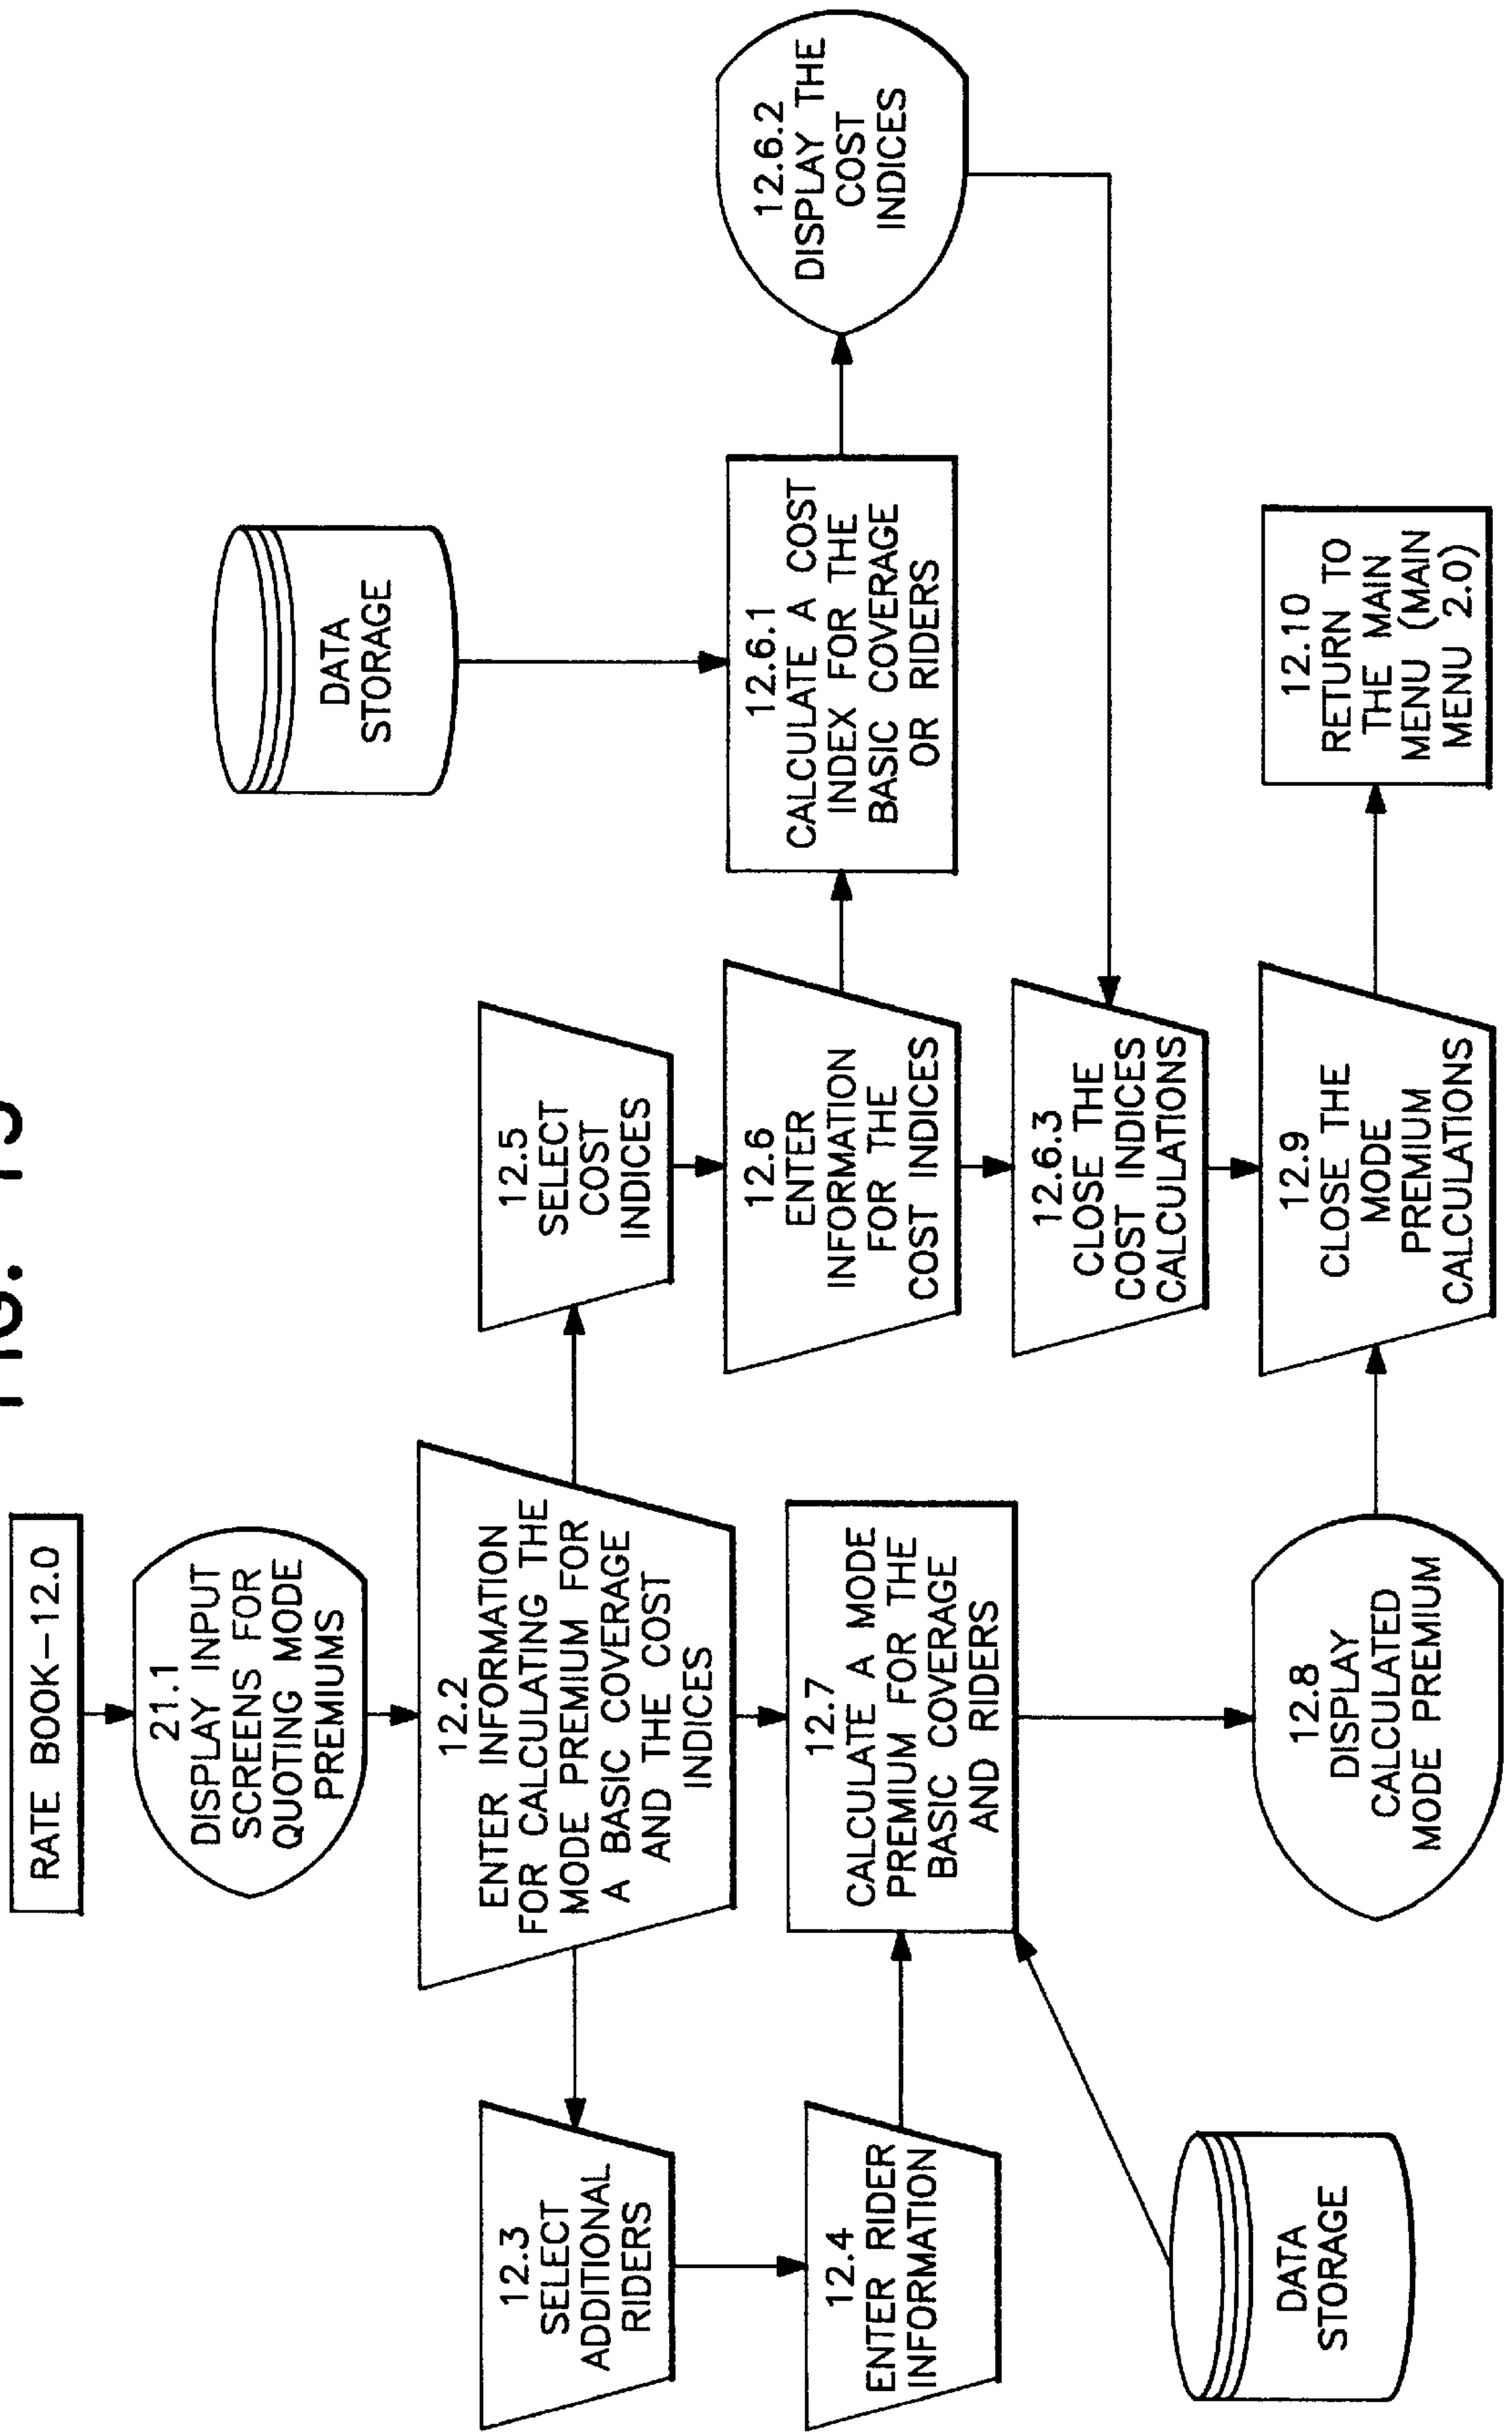 RATE BOOK-12.0
21.1
DISPLAY INPUT
SCREENS FOR
QUOTING MODE
PREMIUMS
12.2
ENTER INFORMATION
FOR CALCULATING THE
MODE PREMIUM FOR
A BASIC COVERAGE
AND THE COST
INDICES
12.3
SELECT
ADDITIONAL
RIDERS
12.4
ENTER RIDER
INFORMATION
DATA
STORAGE
12.7
CALCULATE A MODE
PREMIUM FOR THE
BASIC COVERAGE
AND RIDERS
12.8
DISPLAY
CALCULATED
MODE PREMIUM
12.5
SELECT
COST
INDICES
12.6
ENTER
INFORMATION
FOR THE
COST INDICES
DATA
STORAGE
12.6.1
CALCULATE A COST
INDEX FOR THE
BASIC COVERAGE
OR RIDERS
12.6.2
DISPLAY THE
COST
INDICES
12.6.3
CLOSE THE
COST INDICES
CALCULATIONS
12.9
CLOSE THE
MODE
PREMIUM
CALCULATIONS
12.10
RETURN TO
THE MAIN
MENU (MAIN
MENU 2.0)